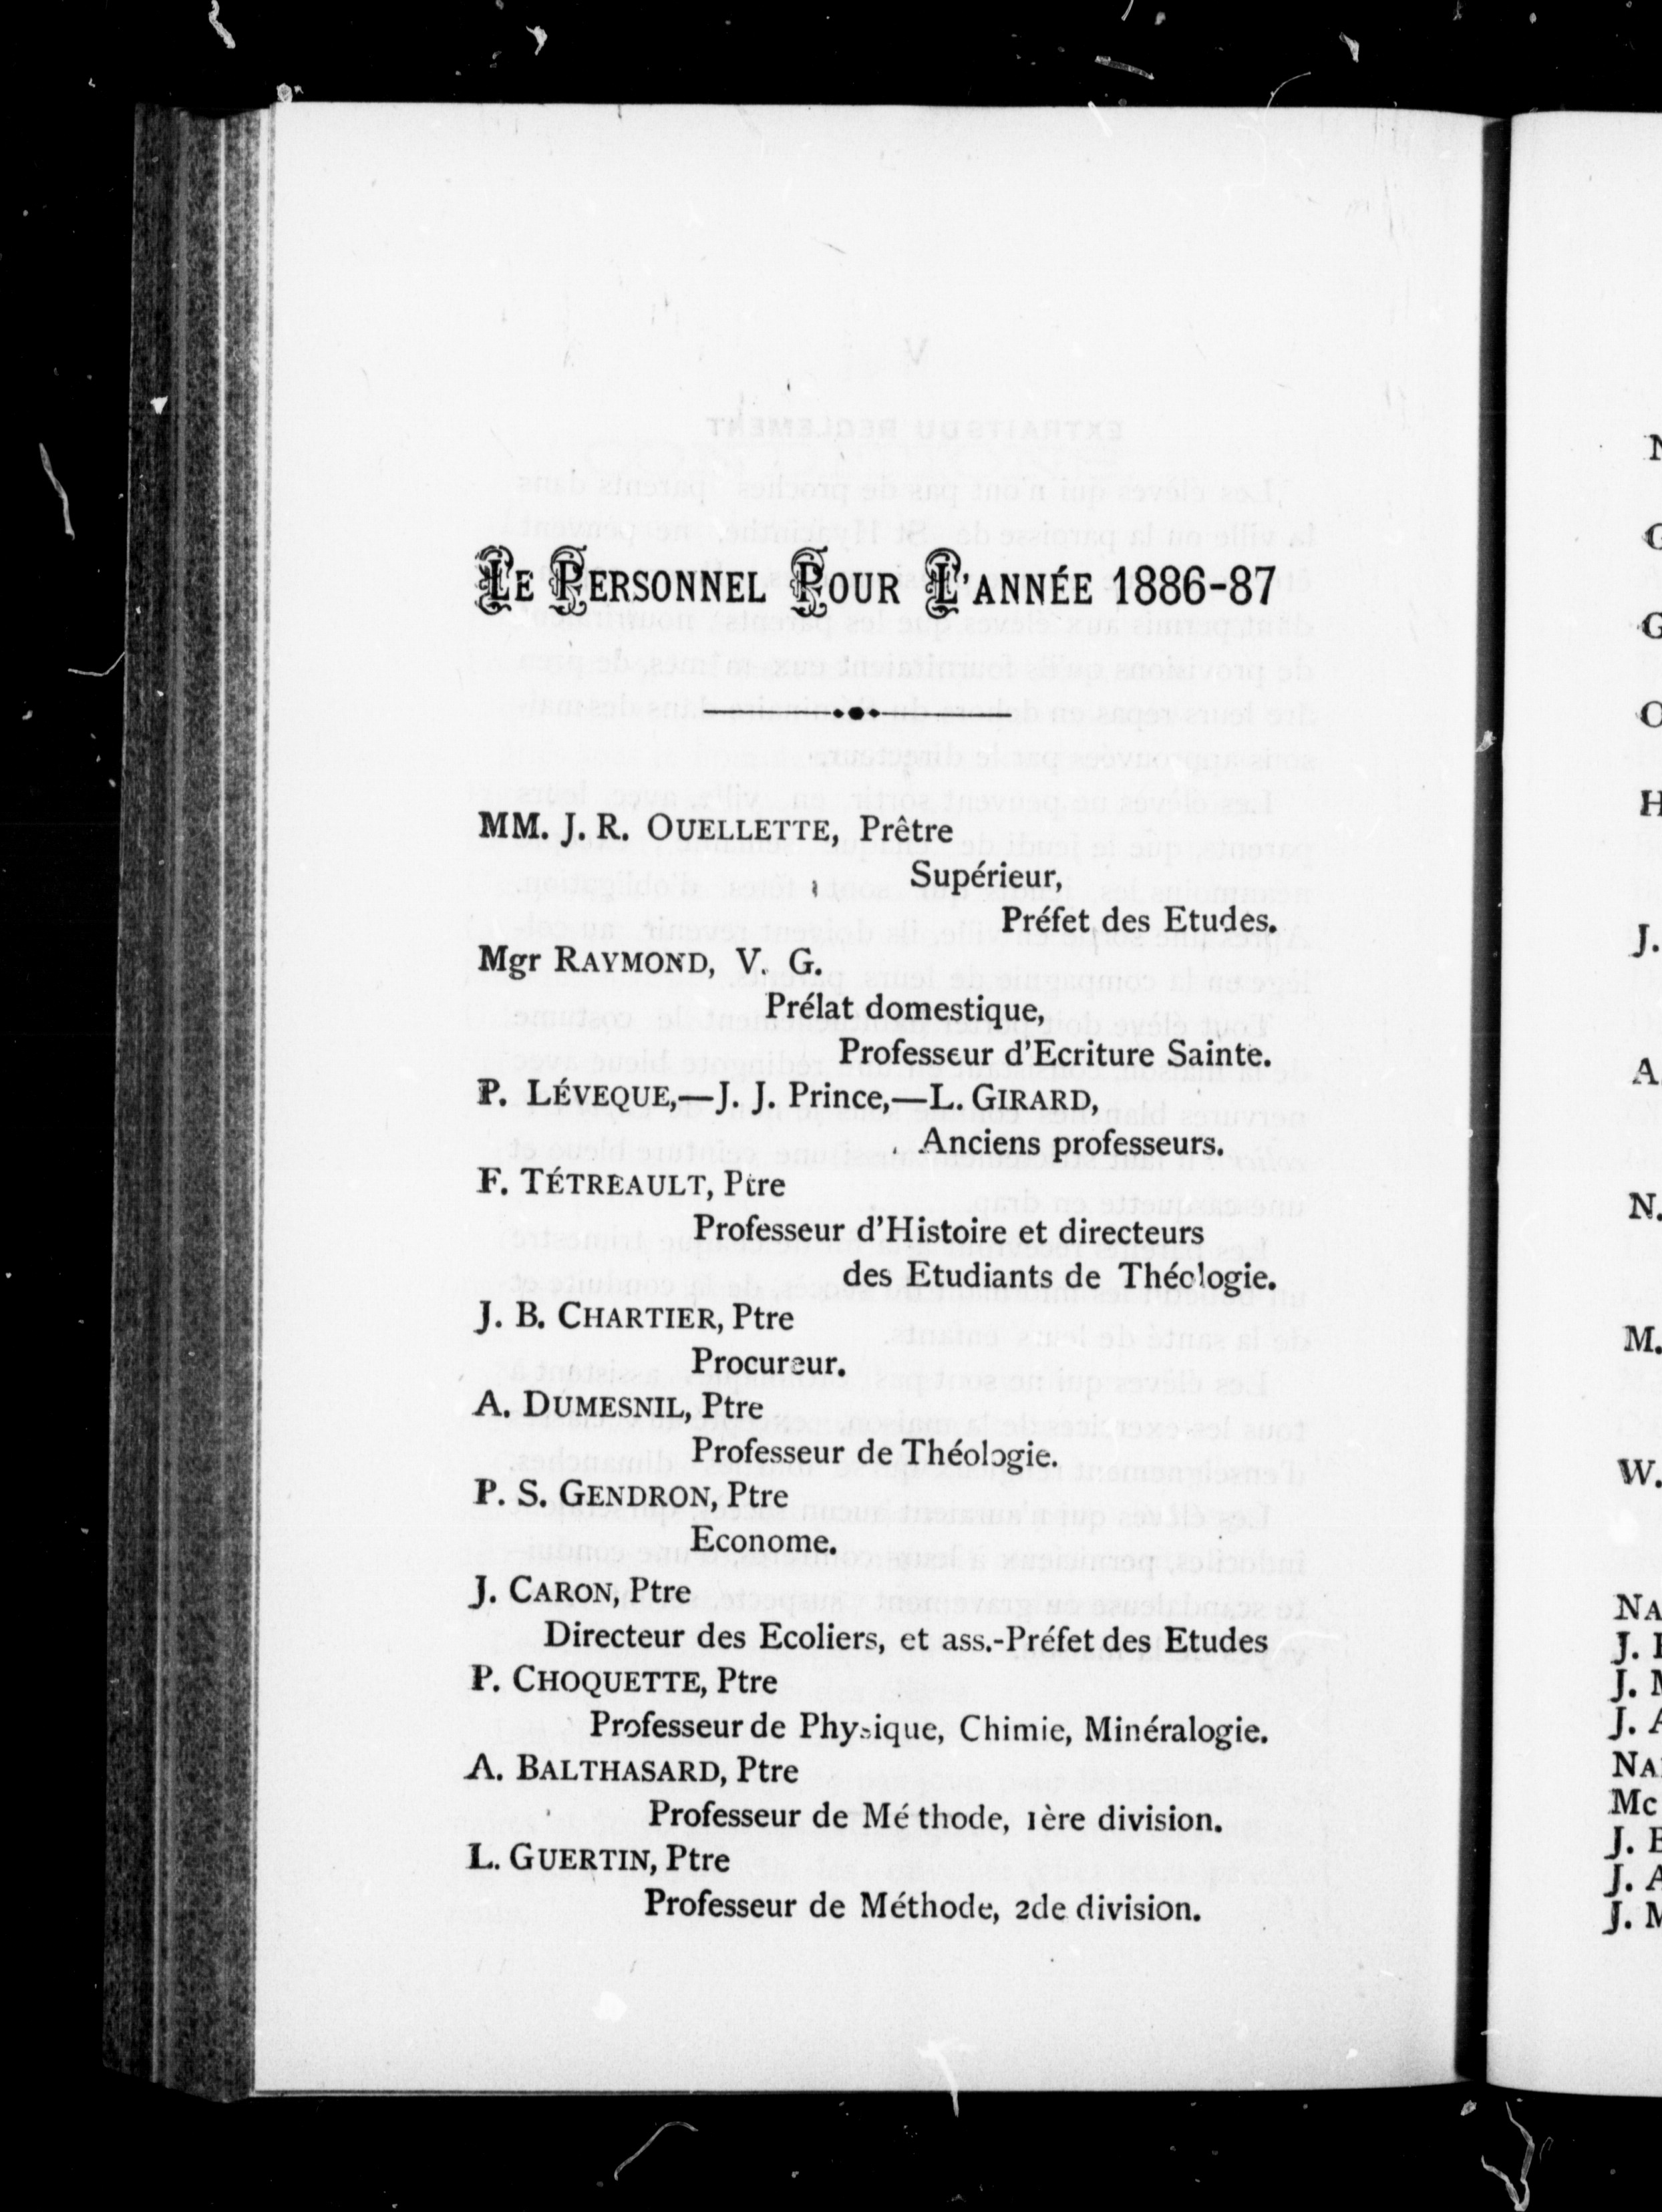 LE PERSONNEL POUR L'ANNÉE 1886-87
MM. J. R. OUELLETTE, Prêtre
Supérieur,
Préfet des Etudes.
Mgr RAYMOND, V. G.
Prélat domestique,
Professeur d'Ecriture Sainte.
P. LÉVEQUE,—J. J. Prince,—L. GIRARD,
Anciens professeurs.
F. TÉTREAULT, Ptre
Professeur d'Histoire et directeurs
des Etudiants de Théologie.
J. B. CHARTIER, Ptre
Procureur.
A. DUMESNIL, Ptre
Professeur de Théologie.
P. S. GENDRON, Ptre
Econome.
J. CARON, Ptre
Directeur des Ecoliers, et ass.-Préfet des Etudes
P. CHOQUETTE, Ptre
Professeur de Physique, Chimie, Minéralogie.
A. BALTHASARD, Ptre
Professeur de Mé thode, 1ère division.
L. GUERTIN, Ptre
Professeur de Méthode, 2de division.